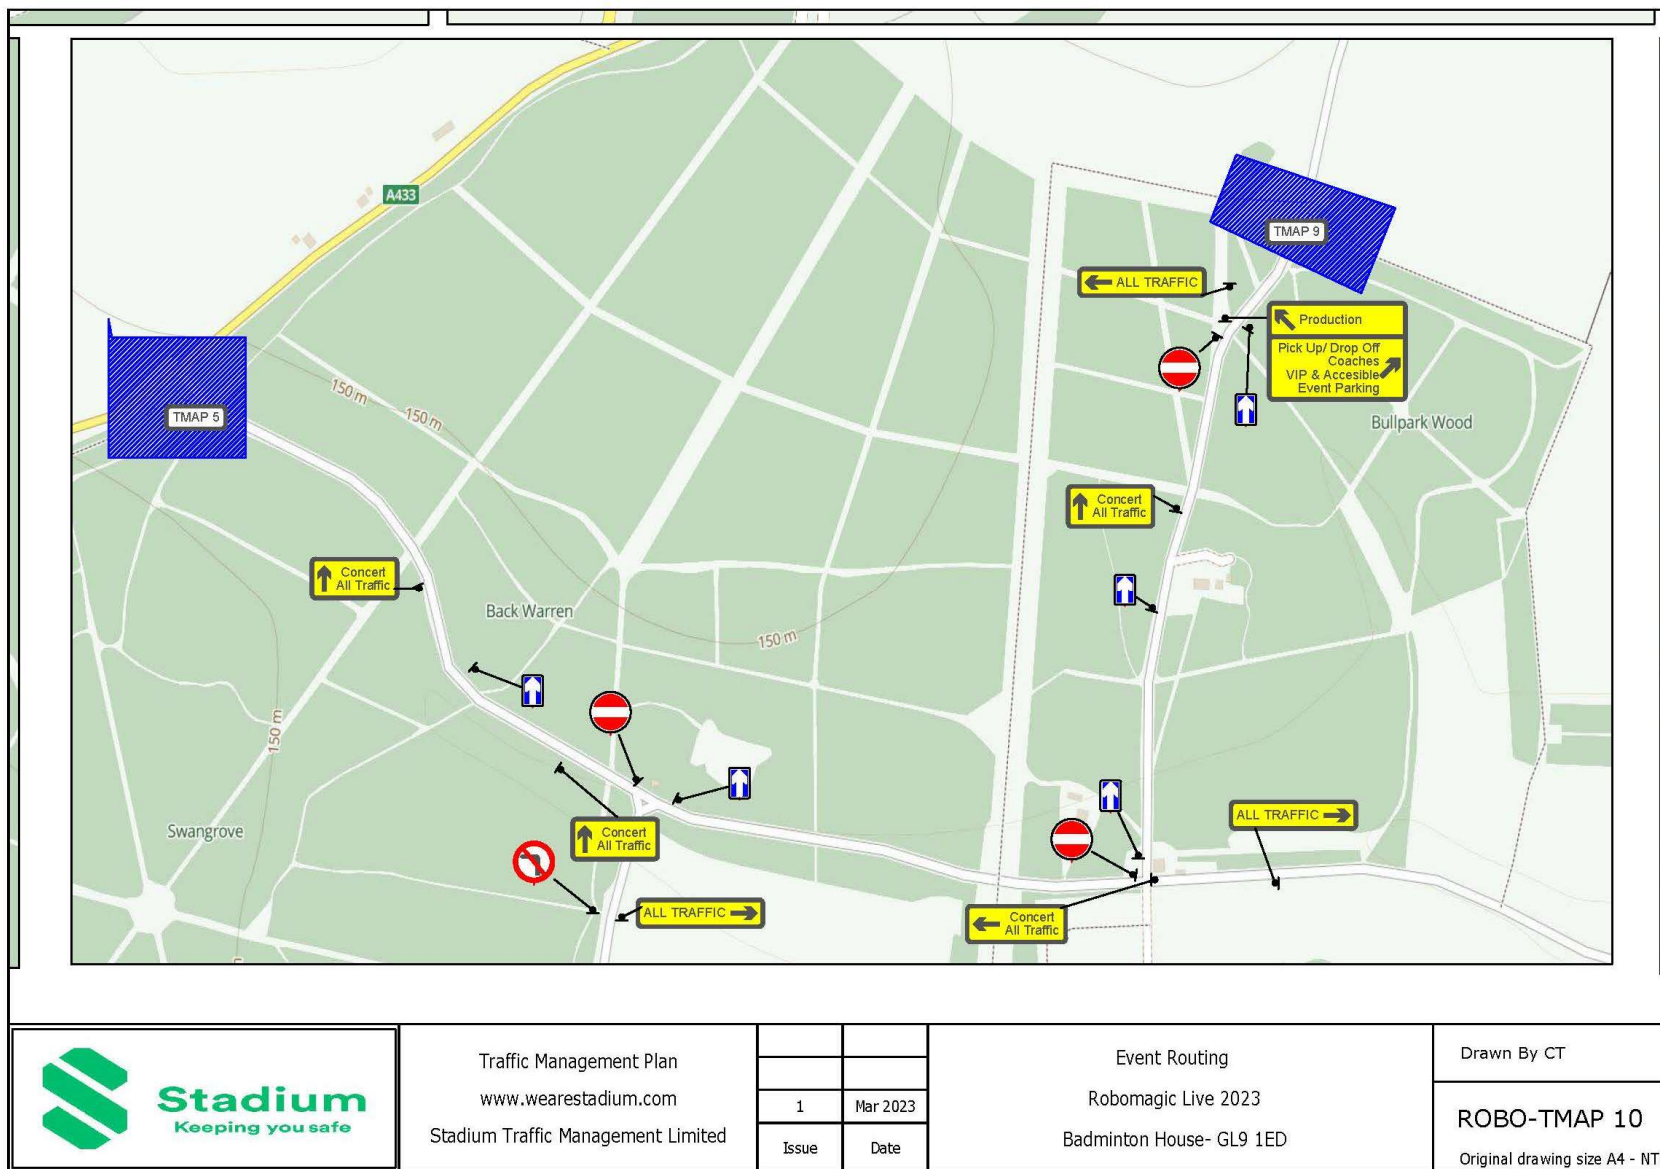 A433
TMAP 9
ALL TRAFFIC
Production
Pick Up/ Drop Off
Coaches
VIP & Accesible
Event Parking
TMAP 5
150 m
150 m
Bullpark Wood
Concert
All Traffic
Concert
All Traffic
Back Warren
150 m
150 m
Swangrove
Concert
All Traffic
ALL TRAFFIC
ALL TRAFFIC
Concert
All Traffic
Stadium
Keeping you safe
Traffic Management Plan
www.wearestadium.com
Stadium Traffic Management Limited
1
Mar 2023
Issue
Date
Event Routing
Robomagic Live 2023
Badminton House- GL9 1ED
Drawn By CT
ROBO-TMAP 10
Original drawing size A4 - NT